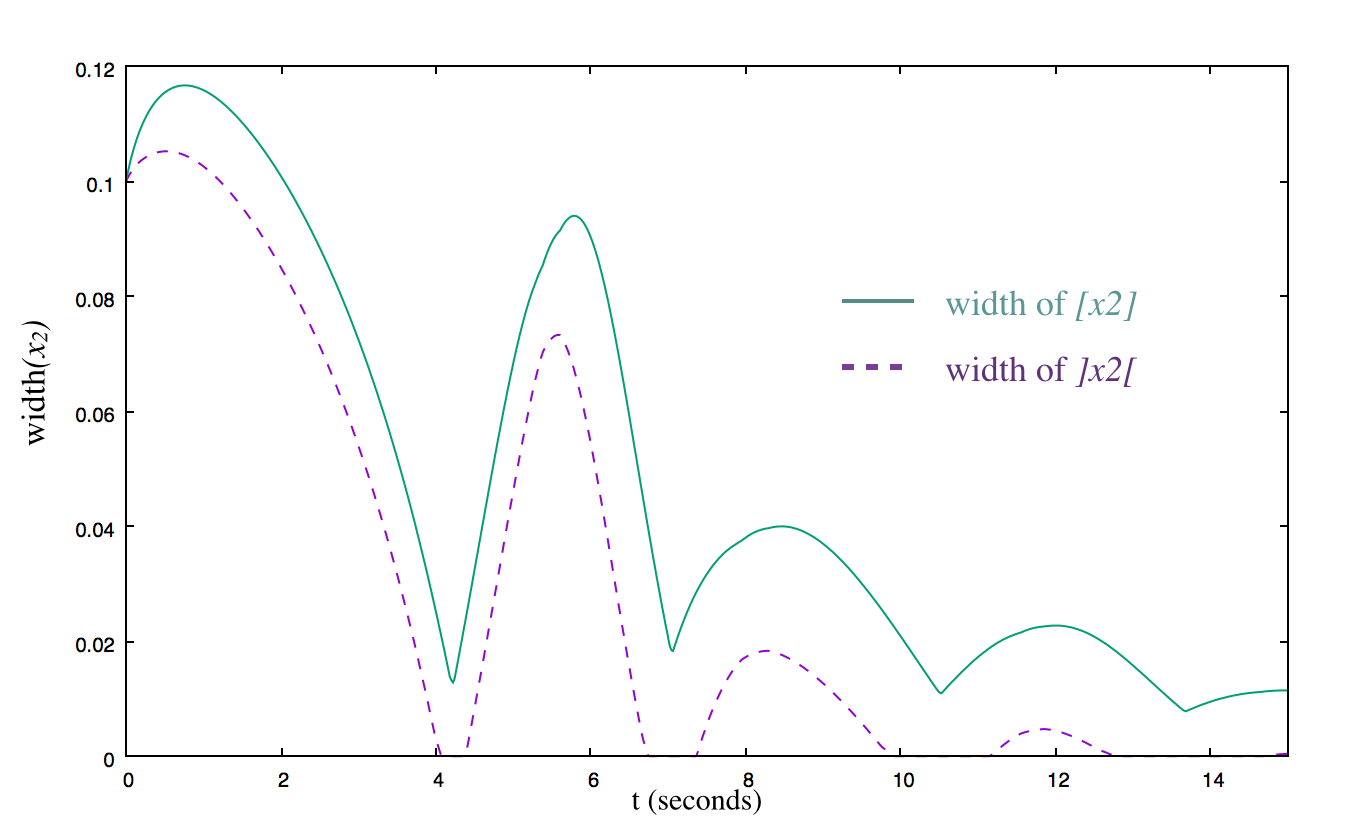 0.12
0.1
0.08
0.06
0.04
0.02
0
width(x2)
width of [x2]
width of ]x2[
0 2 4 6 8 10 12 14
t (seconds)